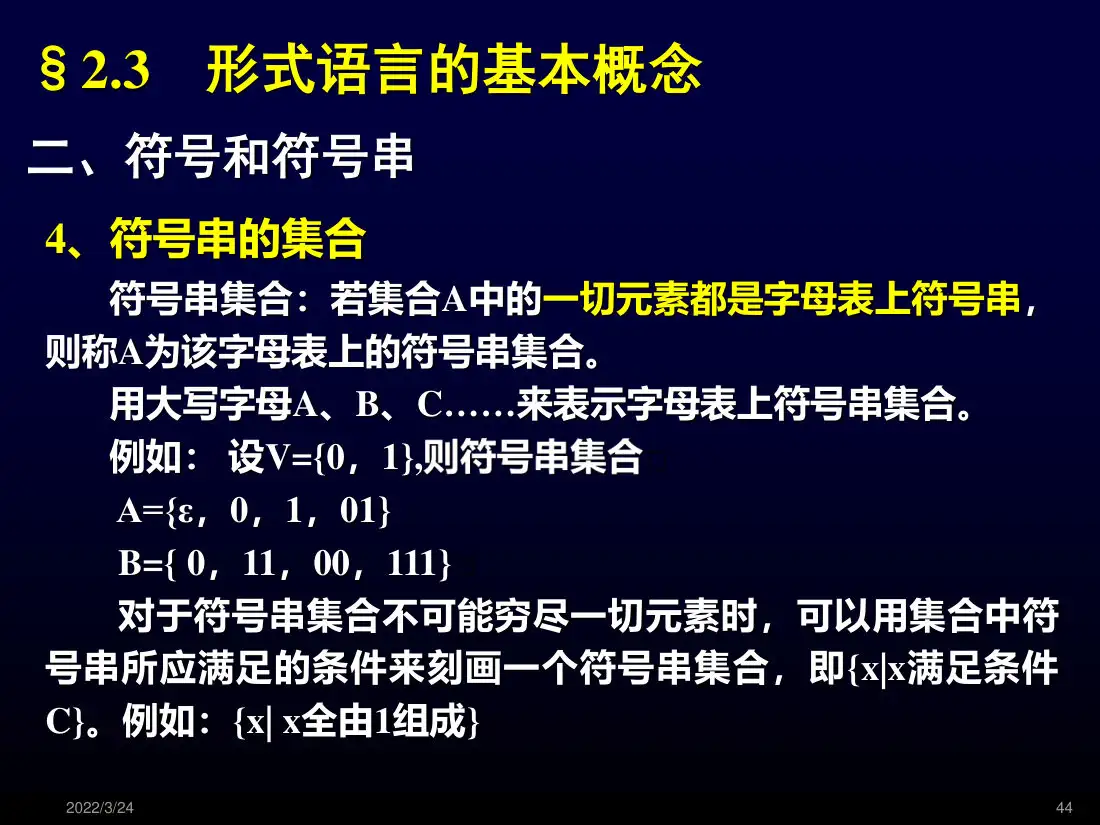 §2.3 形式语言的基本概念
二、符号和符号串
4、符号串的集合
符号串集合：若集合A中的一切元素都是字母表上符号串，
则称A为该字母表上的符号串集合。
用大写字母A、B、C……来表示字母表上符号串集合。
例如： 设V={0，1},则符号串集合
A={ε，0，1，01}
B={ 0，11，00，111}
对于符号串集合不可能穷尽一切元素时，可以用集合中符
号串所应满足的条件来刻画一个符号串集合，即{x|x满足条件
C}。例如：{x| x全由1组成}
2022/3/24
44